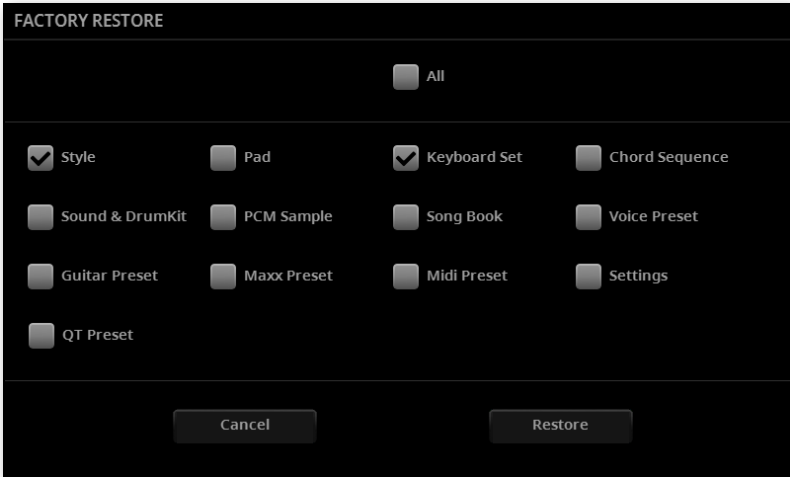 FACTORY RESTORE
All
Style Pad Keyboard Set Chord Sequence
Sound & DrumKit PCM Sample Song Book Voice Preset
Guitar Preset Maxx Preset Midi Preset Settings
QT Preset
Cancel Restore